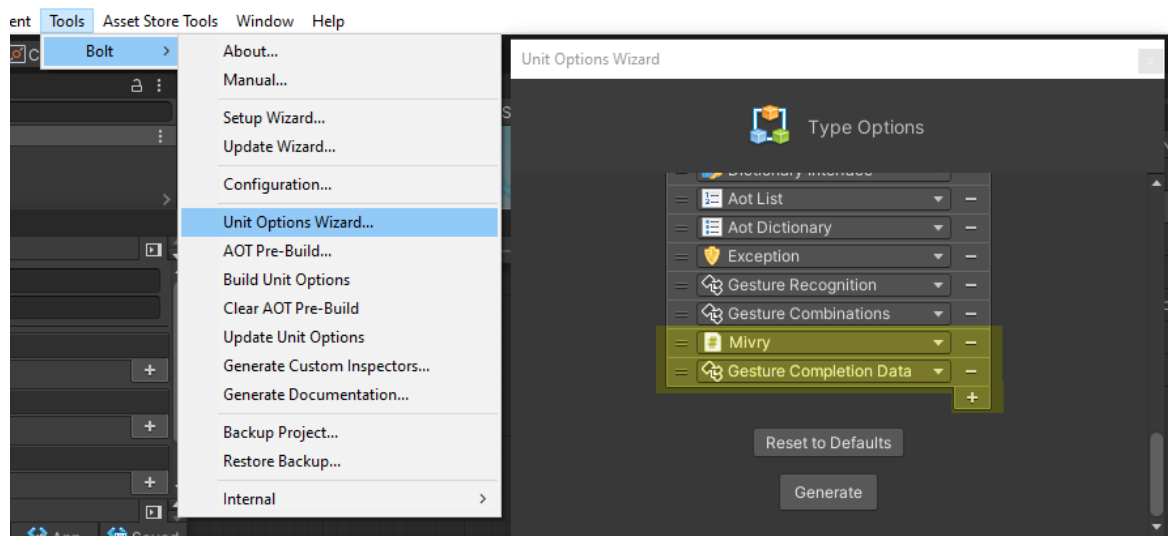 ent Tools Asset Store Tools Window Help
Bolt
About...
Manual...
Setup Wizard...
Update Wizard...
Configuration...
Unit Options Wizard...
AOT Pre-Build...
Build Unit Options
Clear AOT Pre-Build
Update Unit Options
Generate Custom Inspectors...
Generate Documentation...
Backup Project...
Restore Backup...
Internal
Unit Options Wizard
Type Options
Dictionary Interface
Aot List
Aot Dictionary
Exception
Gesture Recognition
Gesture Combinations
Mivry
Gesture Completion Data
Reset to Defaults
Generate